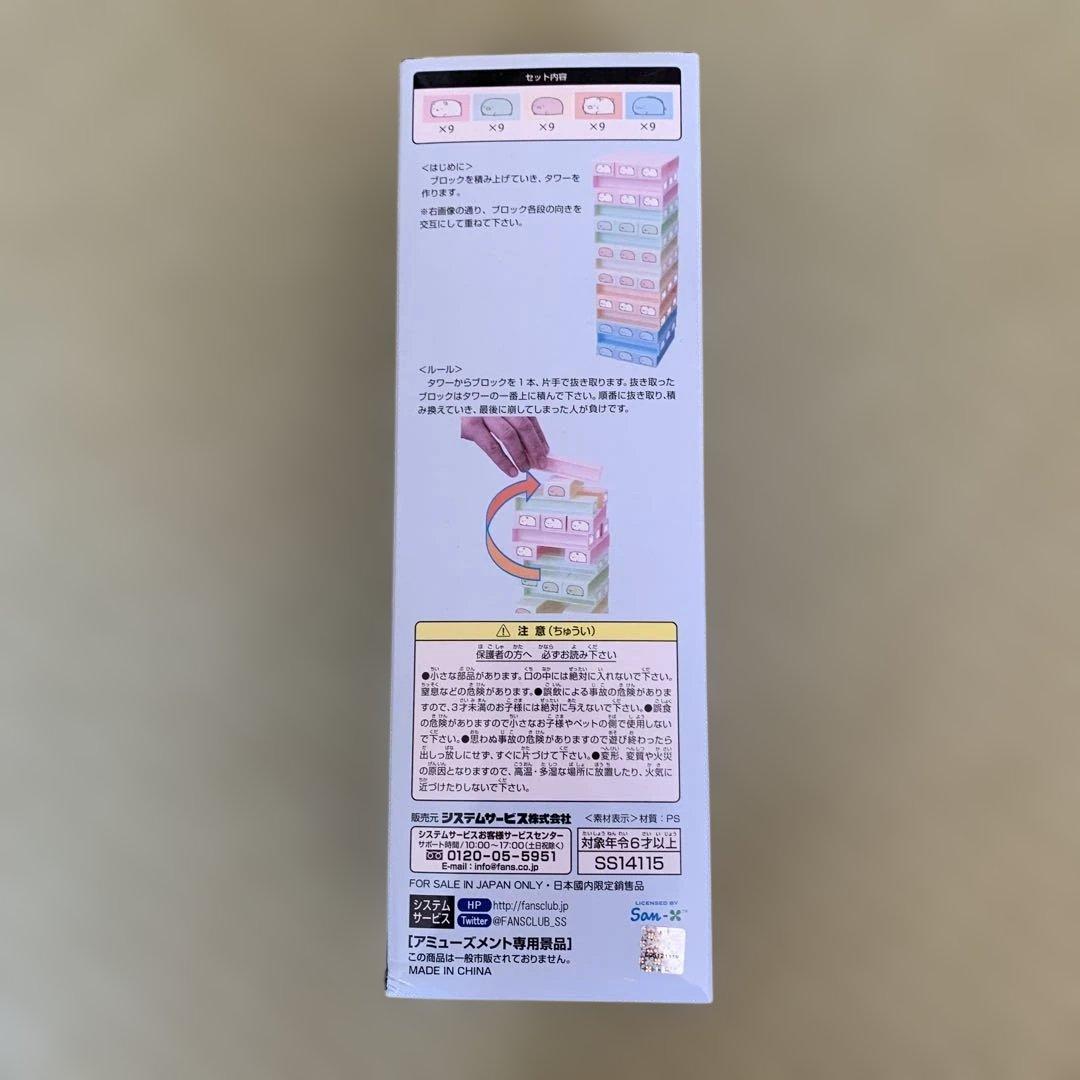 セット内容
×9 ×9 ×9 ×9 ×9
<はじめに>
ブロックを積み上げていき、タワーを
作ります。
※右画像の通り、ブロック各段の向きを
交互にして重ねて下さい。
<ルール>
タワーからブロックを1本、片手で抜き取ります。抜き取った
ブロックはタワーの一番上に積んで下さい。順番に抜き取り、積
み換えていき、最後に崩してしまった人が負けです。
⚠ 注意(ちゅうい)
保護者の方へ 必ずお読み下さい
●小さな部品があります。口の中には絶対に入れないで下さい。
窒息などの危険があります。●誤飲による事故の危険がありま
すので、3才未満のお子様には絶対に与えないで下さい。●誤食
の危険がありますので小さなお子様やペットの側で使用しない
で下さい。●思わぬ事故の危険がありますので遊び終わったら
出しっ放しにせず、すぐに片づけて下さい。●変形、変質や火災
の原因となりますので、高温・多湿な場所に放置したり、火気に
近づけたりしないで下さい。
販売元 システムサービス株式会社 <素材表示>材質:PS
システムサービスお客様サービスセンター
サポート時間/10:00~17:00(土日祝除く)
0120-05-5951
E-mail:info@fans.co.jp
対象年令6才以上
SS14115
FOR SALE IN JAPAN ONLY・日本國内限定銷售品
システム
サービス
HP http://fansclub.jp
Twitter @FANSCLUB_SS
LICENSED BY
San-X™
[アミューズメント専用景品]
この商品は一般市販されておりません。
MADE IN CHINA